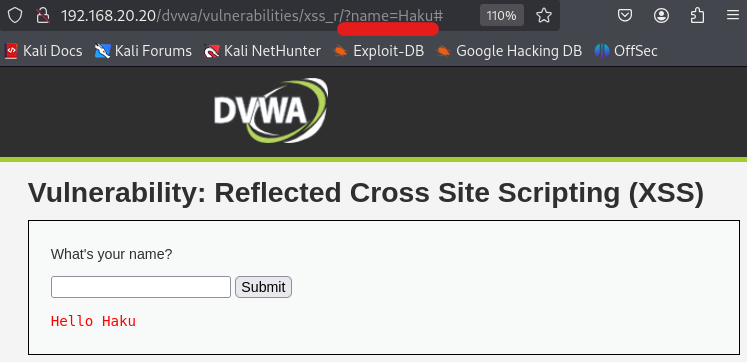 192.168.20.20/dvwa/vulnerabilities/xss_r/?name=Haku# 110%
Kali Docs Kali Forums Kali NetHunter Exploit-DB Google Hacking DB OffSec
DVWA
Vulnerability: Reflected Cross Site Scripting (XSS)
What's your name?
Submit
Hello Haku